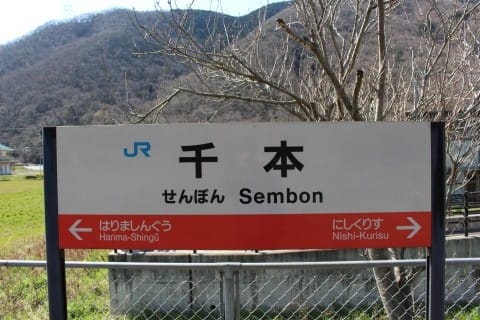 JR
千本
せんぼん Sembon
はりましんぐう にしくりす
Harima-Shingū Nishi-Kurisu